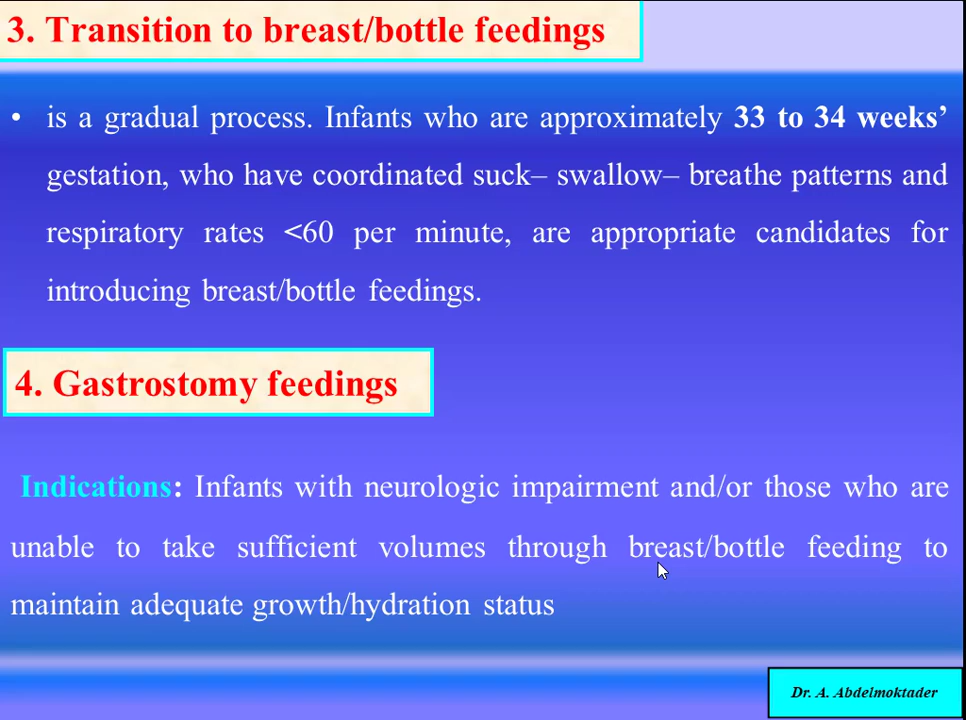 3. Transition to breast/bottle feedings
• is a gradual process. Infants who are approximately 33 to 34 weeks’
gestation, who have coordinated suck– swallow– breathe patterns and
respiratory rates <60 per minute, are appropriate candidates for
introducing breast/bottle feedings.
4. Gastrostomy feedings
Indications: Infants with neurologic impairment and/or those who are
unable to take sufficient volumes through breast/bottle feeding to
maintain adequate growth/hydration status
Dr. A. Abdelmoktader